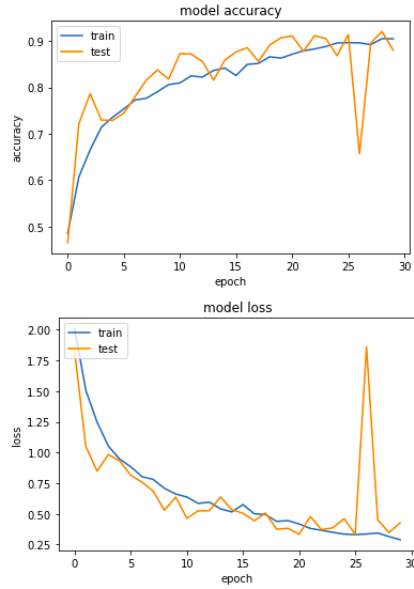 model accuracy
train
test
0.9
0.8
0.7
0.6
0.5
accuracy
0 5 10 15 20 25 30
epoch
model loss
train
test
2.00
1.75
1.50
1.25
1.00
0.75
0.50
0.25
loss
0 5 10 15 20 25 30
epoch